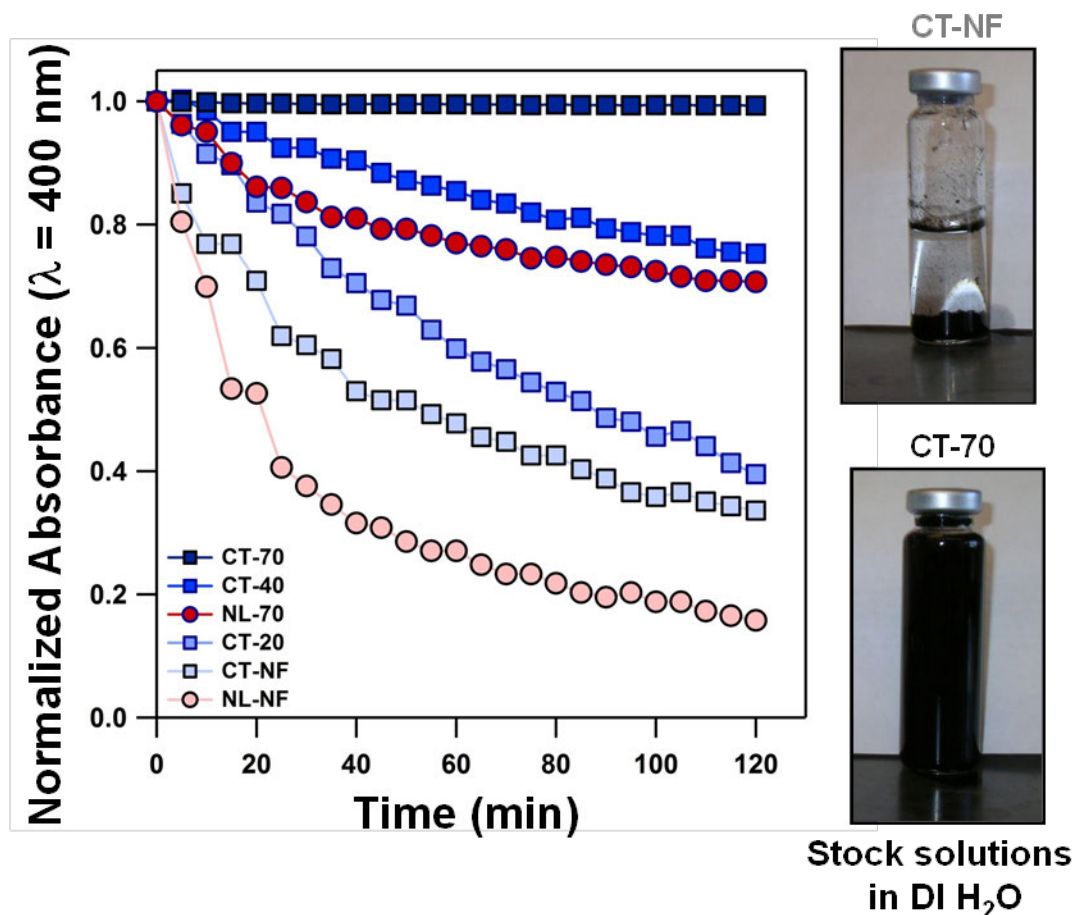 CT-NF
Normalized Absorbance (λ = 400 nm)
1.0
0.8
0.6
0.4
0.2
0.0
CT-70
CT-40
NL-70
CT-20
CT-NF
NL-NF
0 20 40 60 80 100 120
Time (min)
CT-70
Stock solutions
in DI H₂O